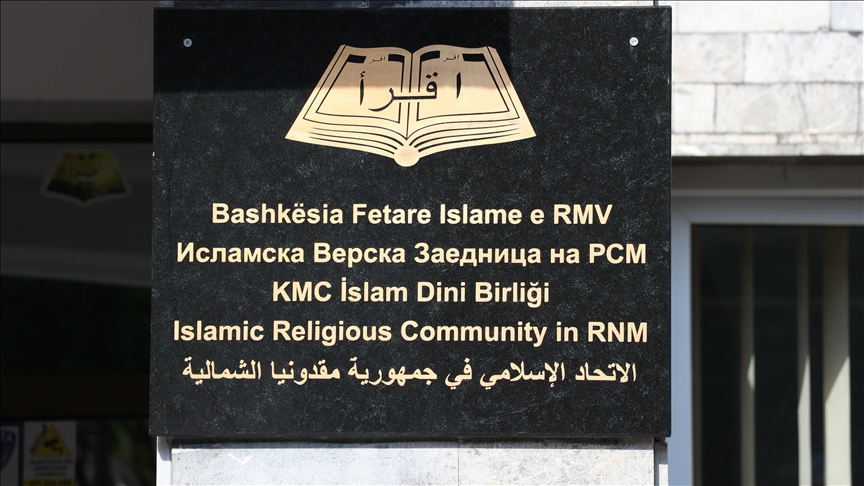 اقرأ
Bashkësia Fetare Islame e RMV
Исламска Верска Заедница на РСМ
KMC İslam Dini Birliği
Islamic Religious Community in RNM
الاتحاد الإسلامي في جمهورية مقدونيا الشمالية